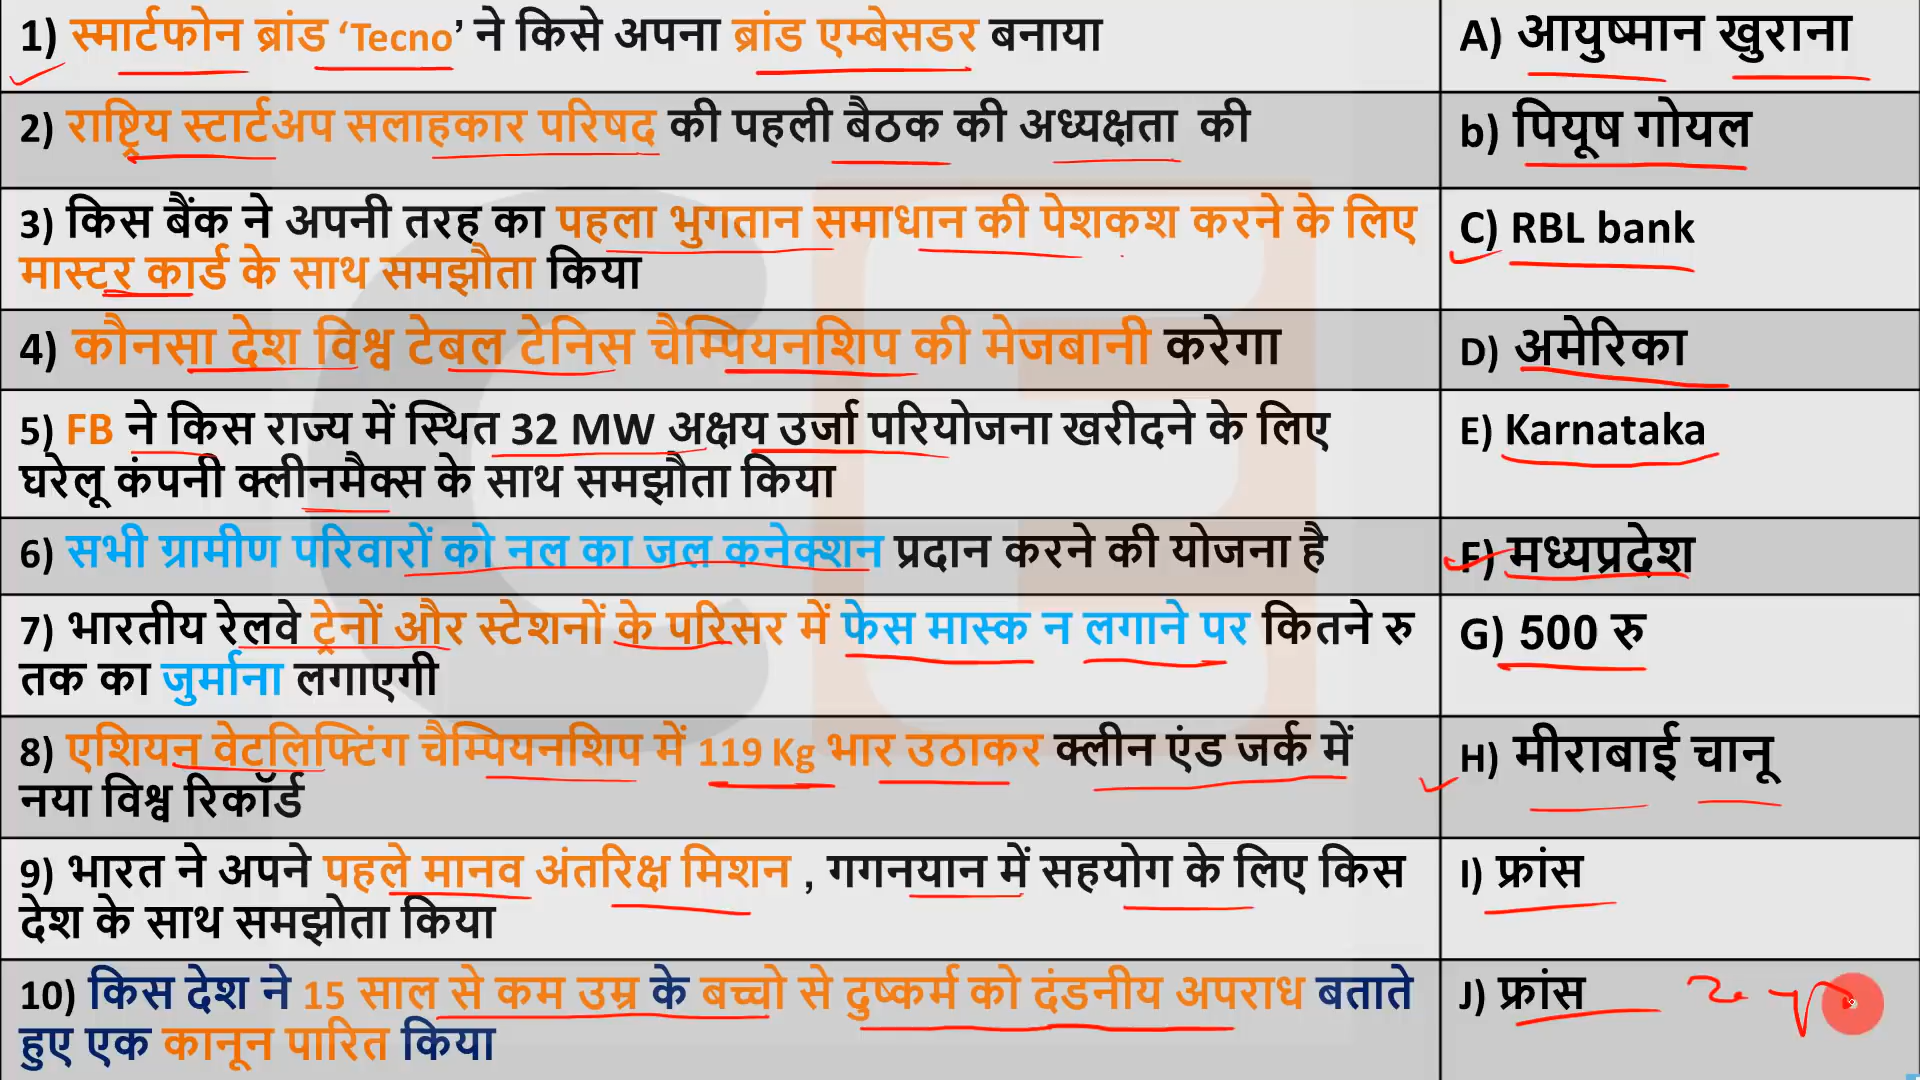 1) स्मार्टफोन ब्रांड ‘Tecno’ ने किसे अपना ब्रांड एम्बेसडर बनाया
A) आयुष्मान खुराना
2) राष्ट्रिय स्टार्टअप सलाहकार परिषद की पहली बैठक की अध्यक्षता की
b) पियूष गोयल
3) किस बैंक ने अपनी तरह का पहला भुगतान समाधान की पेशकश करने के लिए
मास्टर कार्ड के साथ समझौता किया
C) RBL bank
4) कौनसा देश विश्व टेबल टेनिस चैम्पियनशिप की मेजबानी करेगा
D) अमेरिका
5) FB ने किस राज्य में स्थित 32 MW अक्षय उर्जा परियोजना खरीदने के लिए
घरेलू कंपनी क्लीनमैक्स के साथ समझौता किया
E) Karnataka
6) सभी ग्रामीण परिवारों को नल का जल कनेक्शन प्रदान करने की योजना है
F) मध्यप्रदेश
7) भारतीय रेलवे ट्रेनों और स्टेशनों के परिसर में फेस मास्क न लगाने पर कितने रु
तक का जुर्माना लगाएगी
G) 500 रु
8) एशियन वेटलिफ्टिंग चैम्पियनशिप में 119 Kg भार उठाकर क्लीन एंड जर्क में
नया विश्व रिकॉर्ड
H) मीराबाई चानू
9) भारत ने अपने पहले मानव अंतरिक्ष मिशन , गगनयान में सहयोग के लिए किस
देश के साथ समझोता किया
I) फ्रांस
10) किस देश ने 15 साल से कम उम्र के बच्चो से दुष्कर्म को दंडनीय अपराध बताते
हुए एक कानून पारित किया
J) फ्रांस